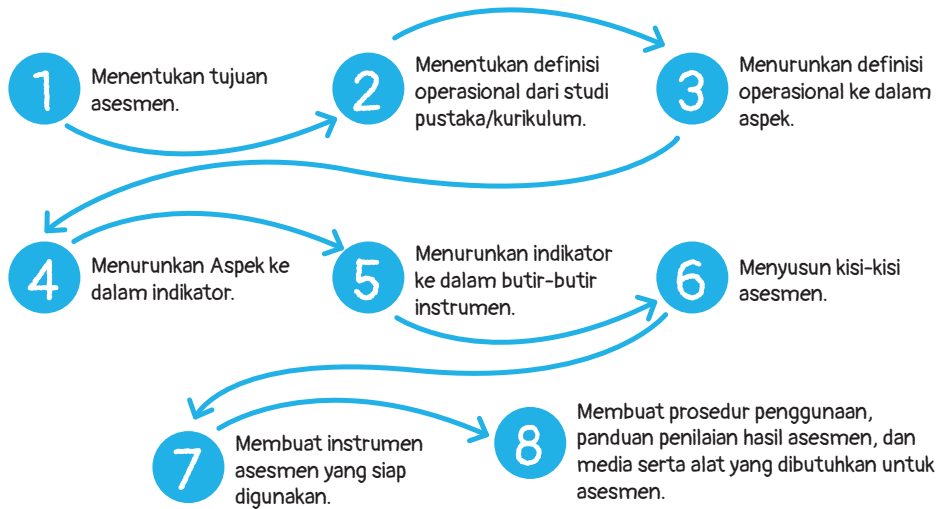 1
Menentukan tujuan
asesmen.
2
Menentukan definisi
operasional dari studi
pustaka/kurikulum.
3
Menurunkan definisi
operasional ke dalam
aspek.
4
Menurunkan Aspek ke
dalam indikator.
5
Menurunkan indikator
ke dalam butir-butir
instrumen.
6
Menyusun kisi-kisi
asesmen.
7
Membuat instrumen
asesmen yang siap
digunakan.
8
Membuat prosedur penggunaan,
panduan penilaian hasil asesmen, dan
media serta alat yang dibutuhkan untuk
asesmen.